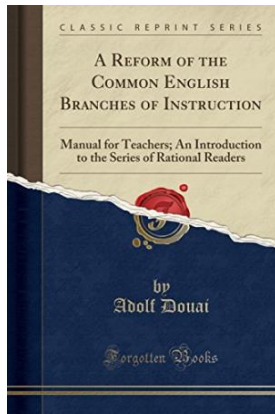 CLASSIC REPRINT SERIES
A REFORM OF THE
COMMON ENGLISH
BRANCHES OF INSTRUCTION
Manual for Teachers; An Introduction
to the Series of Rational Readers
by
Adolf Douai
Forgotten Books